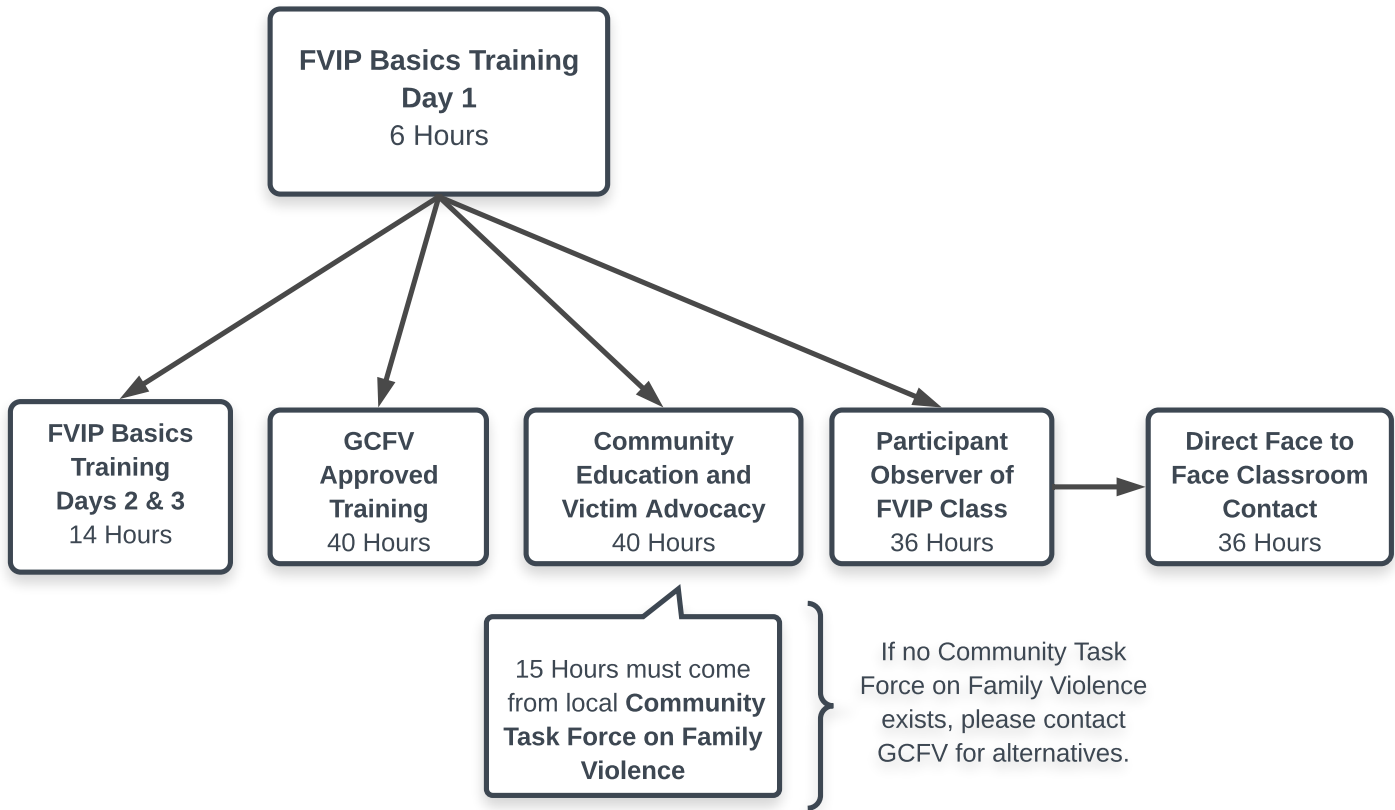 FVIP Basics Training
Day 1
6 Hours
FVIP Basics
Training
Days 2 & 3
14 Hours
GCFV
Approved
Training
40 Hours
Community
Education and
Victim Advocacy
40 Hours
Participant
Observer of
FVIP Class
36 Hours
Direct Face to
Face Classroom
Contact
36 Hours
15 Hours must come
from local Community
Task Force on Family
Violence
If no Community Task
Force on Family Violence
exists, please contact
GCFV for alternatives.